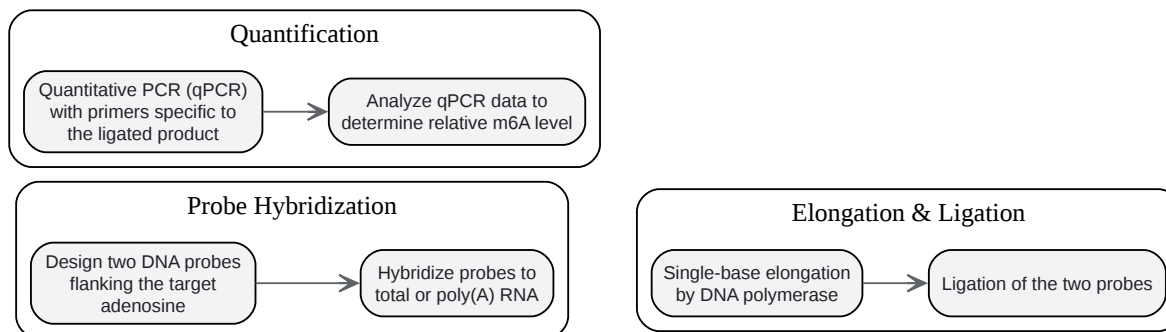 Quantification
Quantitative PCR (qPCR)
with primers specific to
the ligated product
Analyze qPCR data to
determine relative m6A level
Probe Hybridization
Design two DNA probes
flanking the target
adenosine
Hybridize probes to
total or poly(A) RNA
Elongation & Ligation
Single-base elongation
by DNA polymerase
Ligation of the two probes